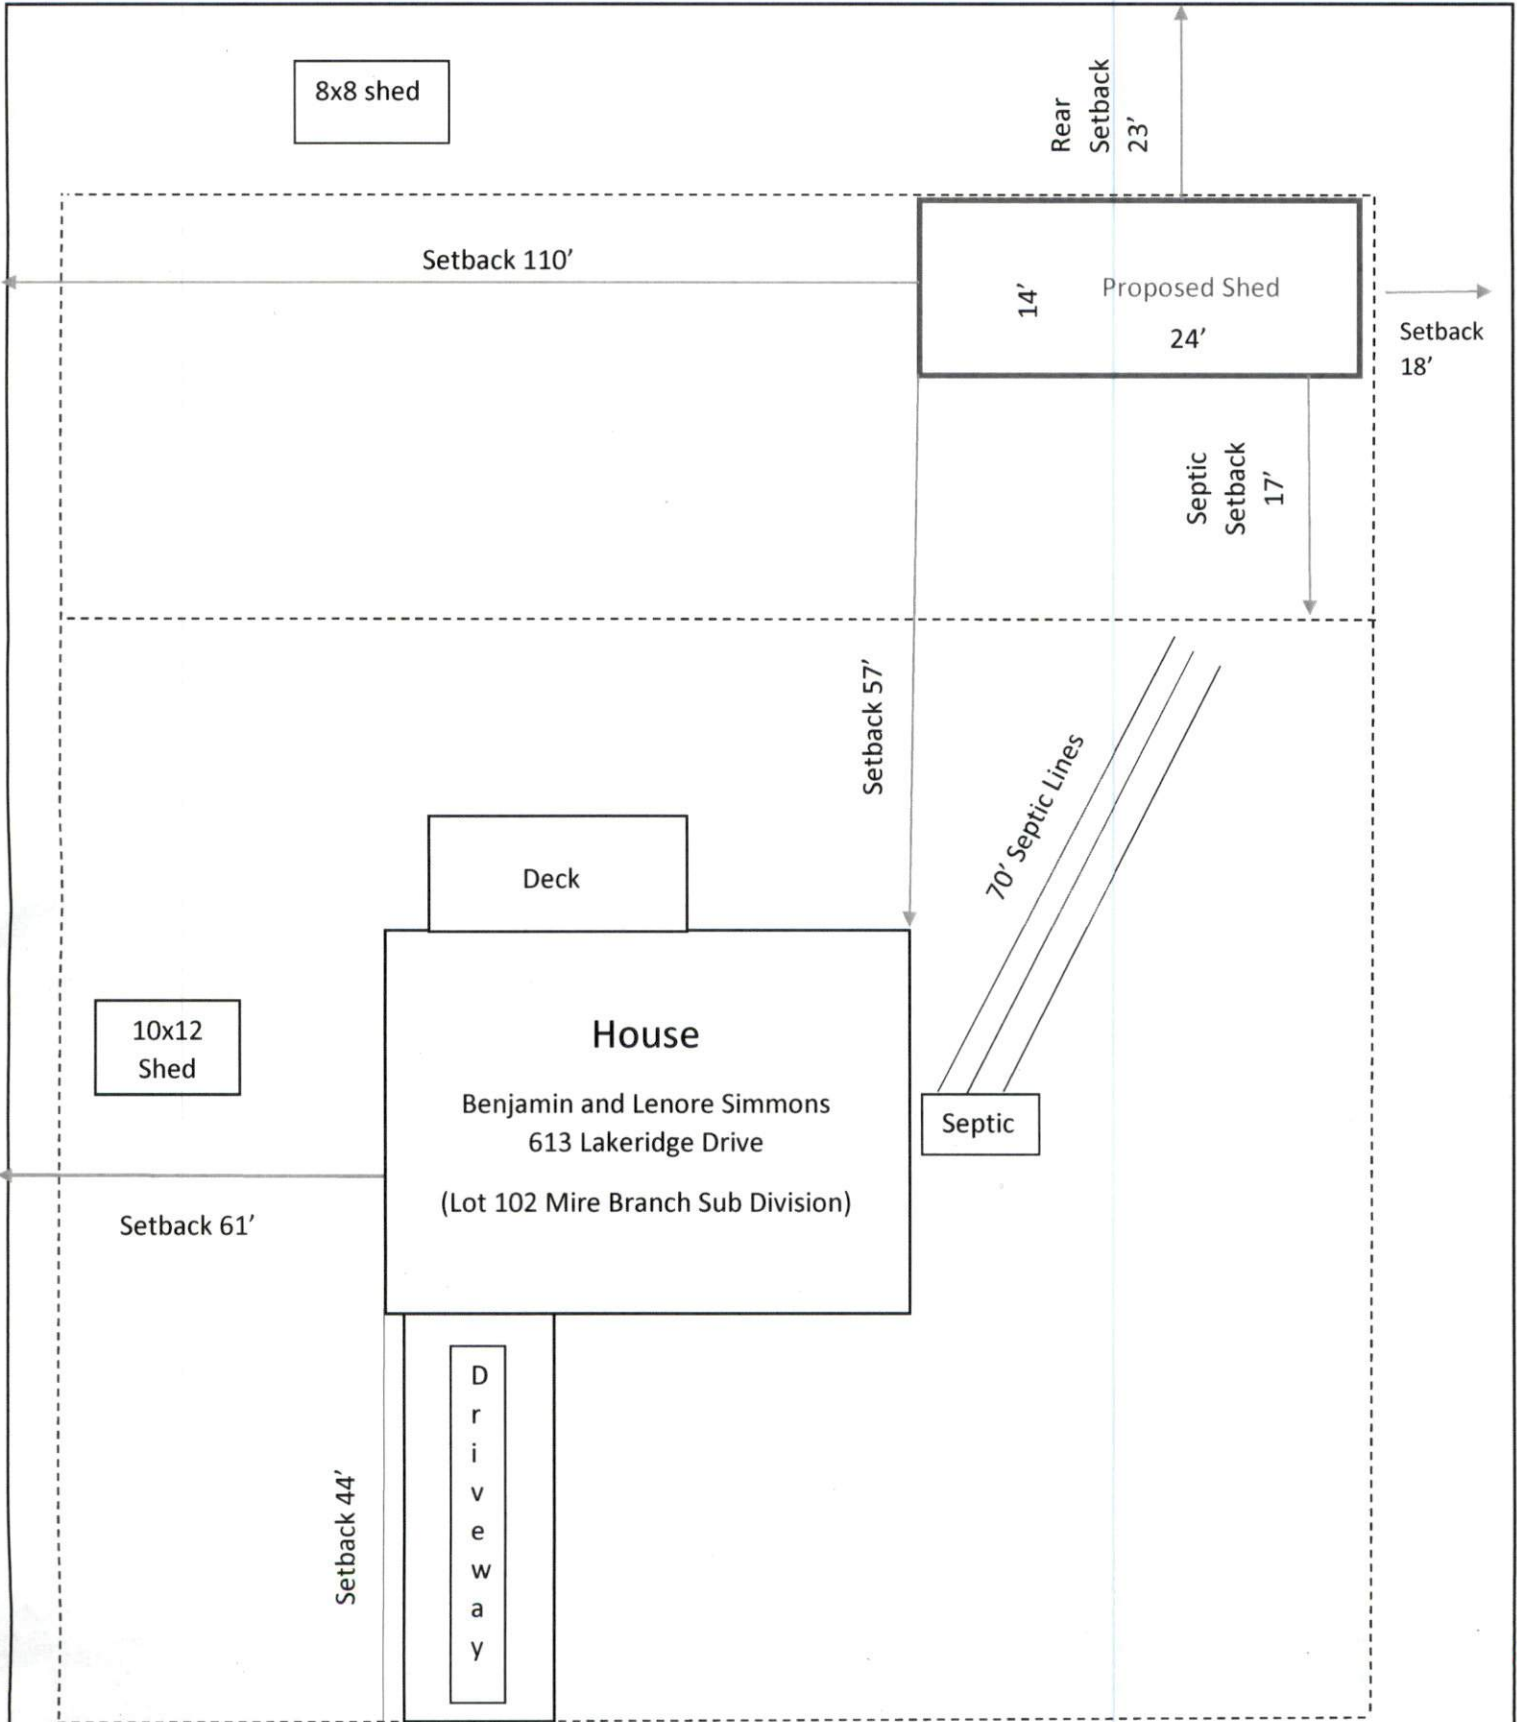 8x8 shed
Rear
Setback
23’
Setback 110’
14’
Proposed Shed
24’
Setback
18’
Septic
Setback
17’
Setback 57’
70’ Septic Lines
Deck
House
10x12
Shed
Benjamin and Lenore Simmons
613 Lakeridge Drive
Septic
(Lot 102 Mire Branch Sub Division)
Setback 61’
Driveway
Setback 44’